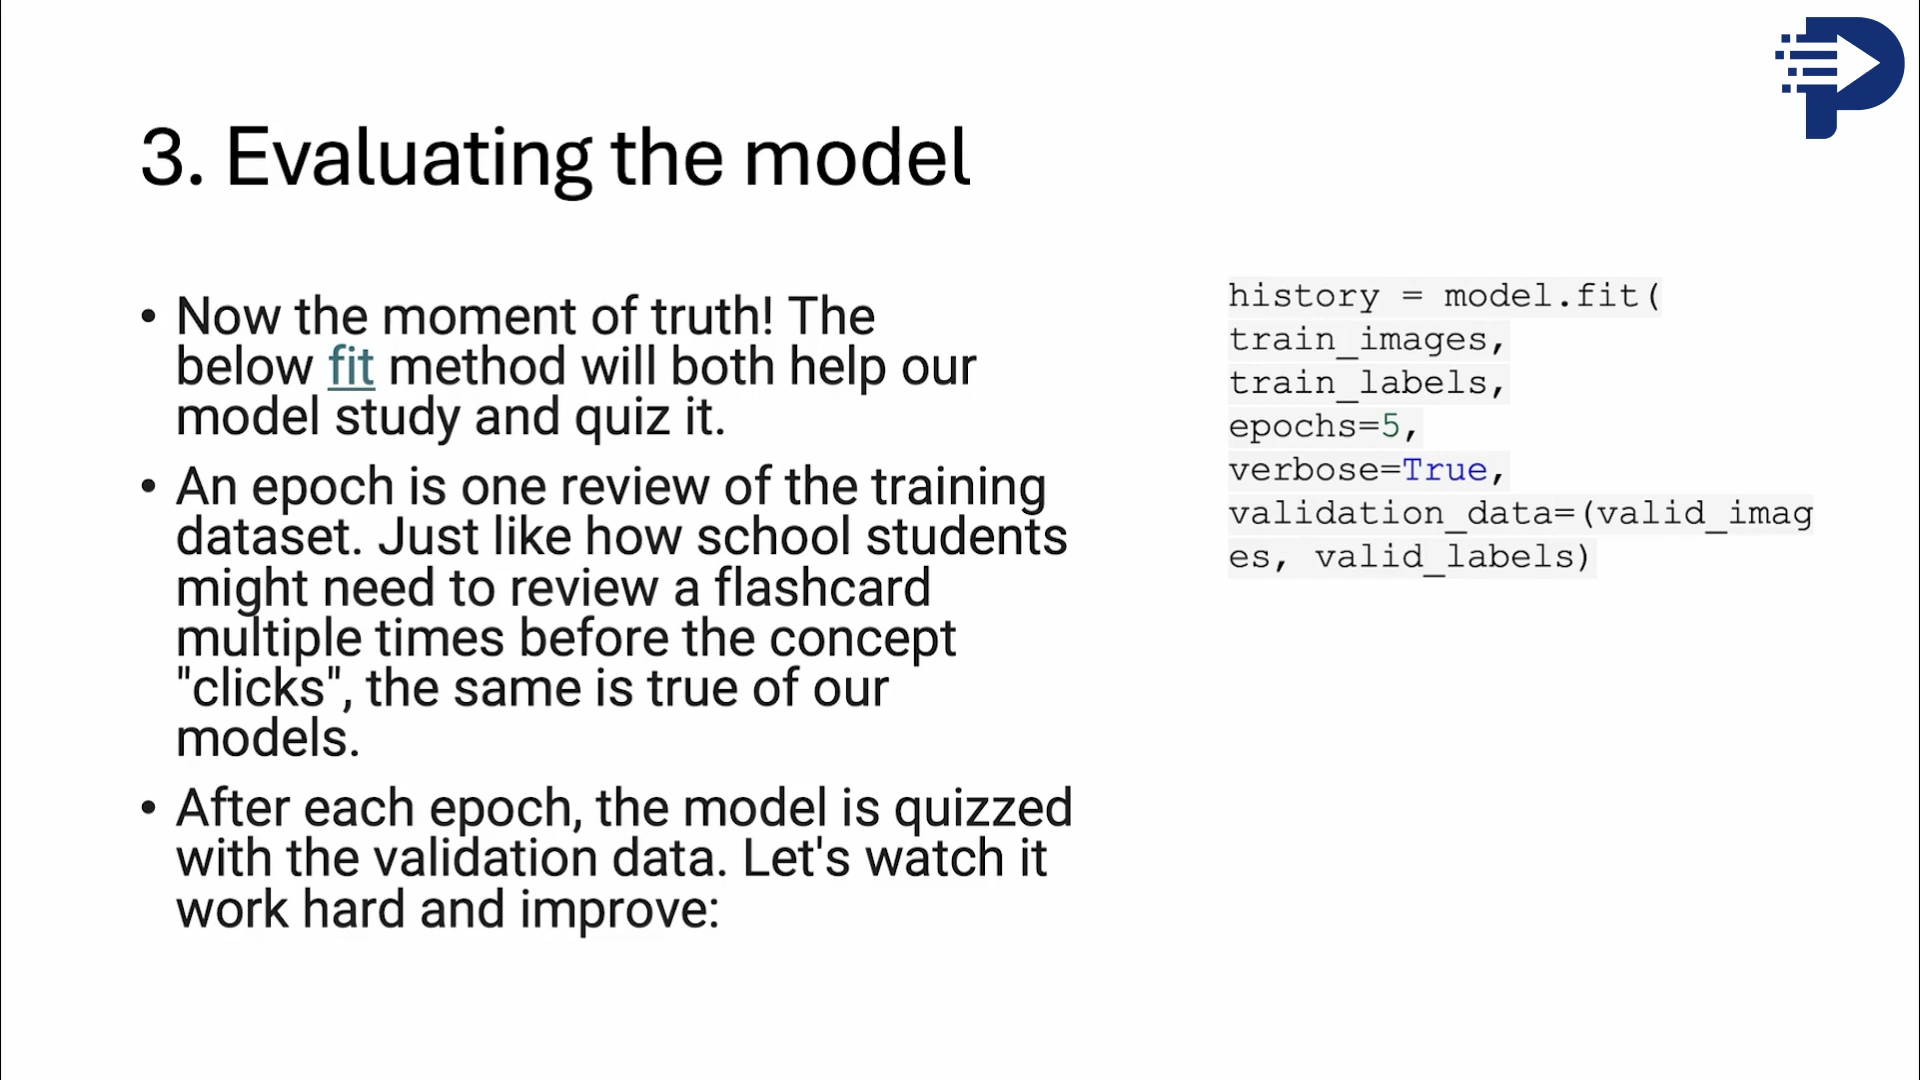 3. Evaluating the model
• Now the moment of truth! The
below fit method will both help our
model study and quiz it.
• An epoch is one review of the training
dataset. Just like how school students
might need to review a flashcard
multiple times before the concept
"clicks", the same is true of our
models.
• After each epoch, the model is quizzed
with the validation data. Let's watch it
work hard and improve:
history = model.fit(
train_images,
train_labels,
epochs=5,
verbose=True,
validation_data=(valid_imag
es, valid_labels)